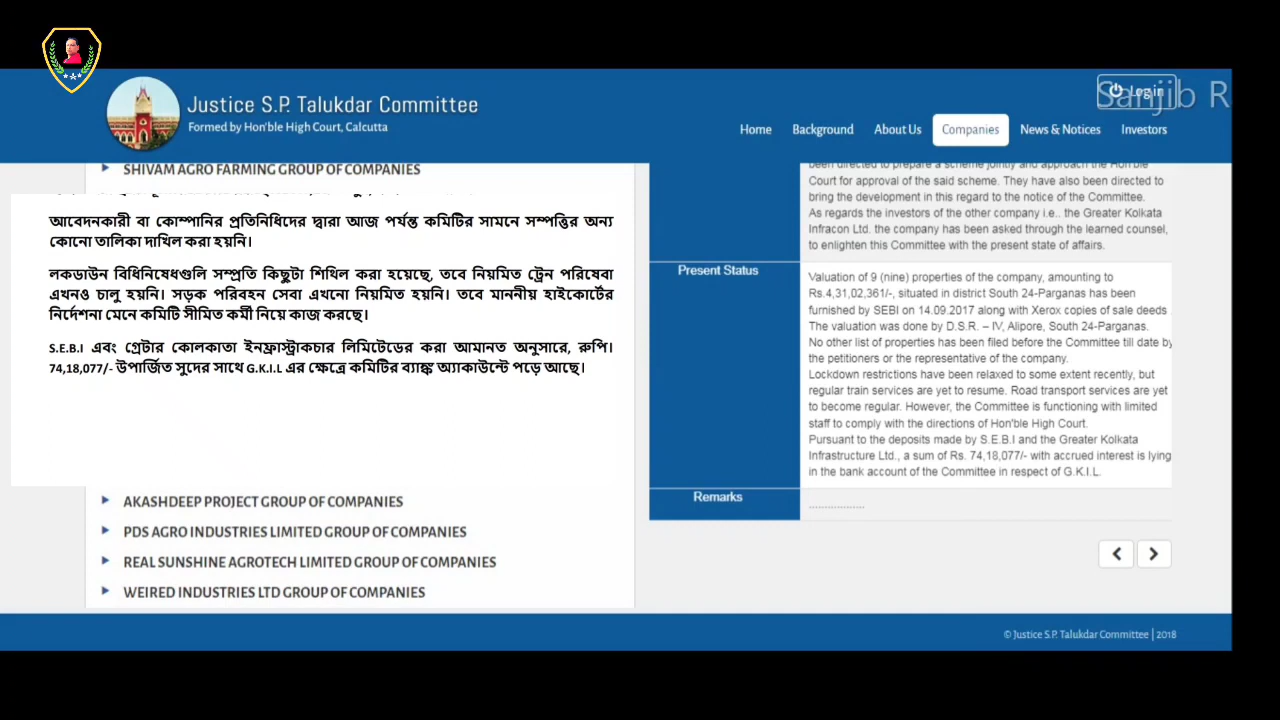 Justice S.P. Talukdar Committee
Formed by Hon'ble High Court, Calcutta
Log in
Sanjib R
Home Background About Us Companies News & Notices Investors
SHIVAM AGRO FARMING GROUP OF COMPANIES
আবেদনকারী বা কোম্পানির প্রতিনিধিদের দ্বারা আজ পর্যন্ত কমিটির সামনে সম্পত্তির অন্য
কোনো তালিকা দাখিল করা হয়নি।
লকডাউন বিধিনিষেধগুলি সম্প্রতি কিছুটা শিথিল করা হয়েছে, তবে নিয়মিত ট্রেন পরিষেবা
এখনও চালু হয়নি। সড়ক পরিবহন সেবা এখনো নিয়মিত হয়নি। তবে মাননীয় হাইকোর্টের
নির্দেশনা মেনে কমিটি সীমিত কর্মী নিয়ে কাজ করছে।
S.E.B.I এবং গ্রেটার কোলকাতা ইনফ্রাস্ট্রাকচার লিমিটেডের করা আমানত অনুসারে, রুপি।
74,18,077/- উপার্জিত সুদের সাথে G.K.I.L এর ক্ষেত্রে কমিটির ব্যাঙ্ক অ্যাকাউন্টে পড়ে আছে।
AKASHDEEP PROJECT GROUP OF COMPANIES
PDS AGRO INDUSTRIES LIMITED GROUP OF COMPANIES
REAL SUNSHINE AGROTECH LIMITED GROUP OF COMPANIES
WEIRED INDUSTRIES LTD GROUP OF COMPANIES
been directed to prepare a scheme jointly and approach the Hon'ble
Court for approval of the said scheme. They have also been directed to
bring the development in this regard to the notice of the Committee.
As regards the investors of the other company i.e.. the Greater Kolkata
Infracon Ltd. the company has been asked through the learned counsel,
to enlighten this Committee with the present state of affairs.
Present Status
Valuation of 9 (nine) properties of the company, amounting to
Rs.4,31,02,361/-, situated in district South 24-Parganas has been
furnished by SEBI on 14.09.2017 along with Xerox copies of sale deeds .
The valuation was done by D.S.R. – IV, Alipore, South 24-Parganas.
No other list of properties has been filed before the Committee till date by
the petitioners or the representative of the company.
Lockdown restrictions have been relaxed to some extent recently, but
regular train services are yet to resume. Road transport services are yet
to become regular. However, the Committee is functioning with limited
staff to comply with the directions of Hon'ble High Court.
Pursuant to the deposits made by S.E.B.I and the Greater Kolkata
Infrastructure Ltd., a sum of Rs. 74,18,077/- with accrued interest is lying
in the bank account of the Committee in respect of G.K.I.L.
Remarks
..................
© Justice S.P. Talukdar Committee | 2018